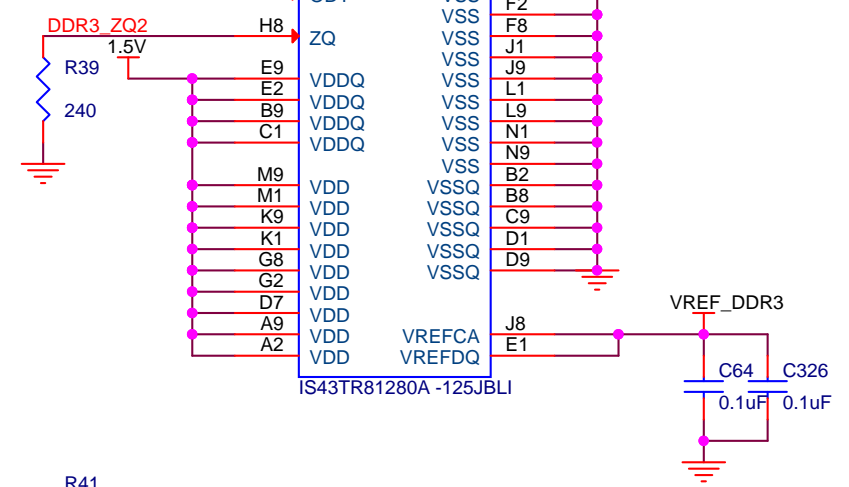 VSS
F2
DDR3_ZQ2
H8
ZQ
VSS
F8
1.5V
VSS
J1
R39
E9
VDDQ
VSS
J9
E2
VDDQ
VSS
L1
240
B9
VDDQ
VSS
L9
C1
VDDQ
VSS
N1
VSS
N9
M9
VDD
VSSQ
B2
M1
VDD
VSSQ
B8
K9
VDD
VSSQ
C9
K1
VDD
VSSQ
D1
G8
VDD
VSSQ
D9
G2
VDD
VREF_DDR3
D7
VDD
A9
VDD
VREFCA
J8
A2
VDD
VREFDQ
E1
C64
C326
IS43TR81280A -125JBLI
0.1uF
0.1uF
R41